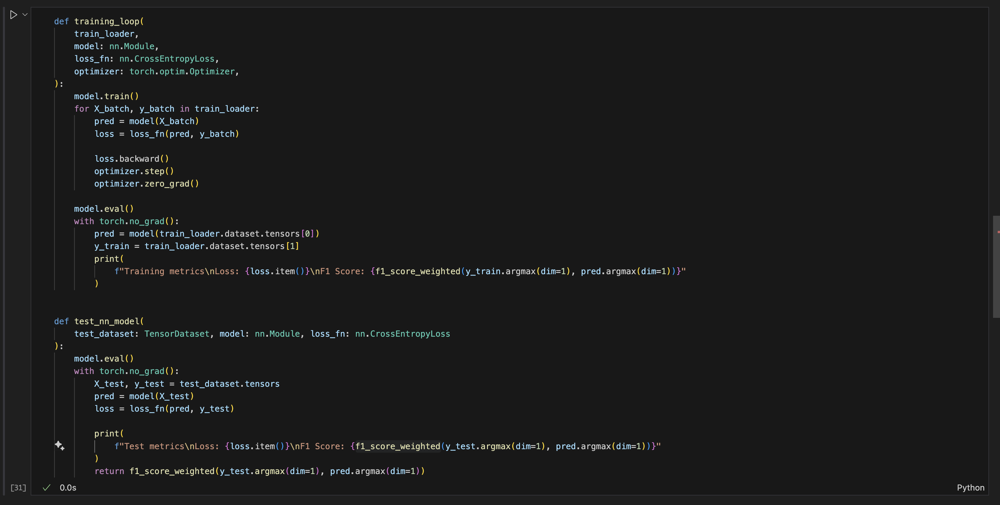 def training_loop(
    train_loader,
    model: nn.Module,
    loss_fn: nn.CrossEntropyLoss,
    optimizer: torch.optim.Optimizer,
):
    model.train()
    for X_batch, y_batch in train_loader:
        pred = model(X_batch)
        loss = loss_fn(pred, y_batch)

        loss.backward()
        optimizer.step()
        optimizer.zero_grad()

    model.eval()
    with torch.no_grad():
        pred = model(train_loader.dataset.tensors[0])
        y_train = train_loader.dataset.tensors[1]
        print(
            f"Training metrics\nLoss: {loss.item()}\nF1 Score: {f1_score_weighted(y_train.argmax(dim=1), pred.argmax(dim=1))}"
        )


def test_nn_model(
    test_dataset: TensorDataset, model: nn.Module, loss_fn: nn.CrossEntropyLoss
):
    model.eval()
    with torch.no_grad():
        X_test, y_test = test_dataset.tensors
        pred = model(X_test)
        loss = loss_fn(pred, y_test)

        print(
            f"Test metrics\nLoss: {loss.item()}\nF1 Score: {f1_score_weighted(y_test.argmax(dim=1), pred.argmax(dim=1))}"
        )
        return f1_score_weighted(y_test.argmax(dim=1), pred.argmax(dim=1))
[31] ✓ 0.0s Python